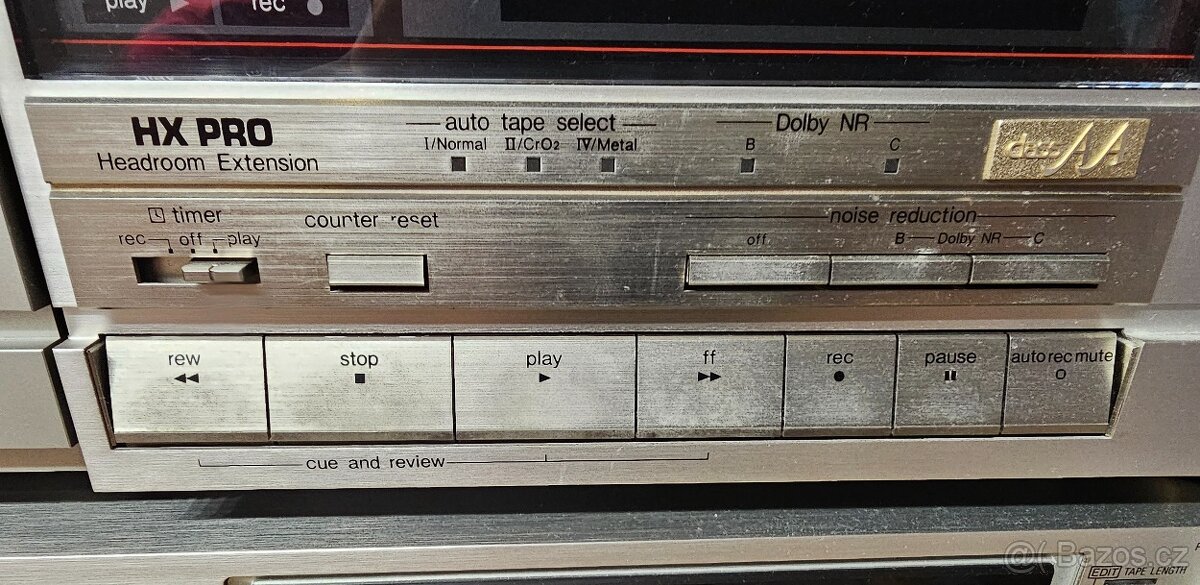 play ▶ rec ●
HX PRO
Headroom Extension
auto tape select
I/Normal II/CrO2 IV/Metal
Dolby NR
B C
class AA
timer
rec off play
counter reset
noise reduction
off B Dolby NR C
rew stop play ff rec pause auto rec mute
◀◀ ■ ▶ ▶▶ ● ▮▮ O
cue and review
Bazos.cz
EDIT TAPE LENGTH